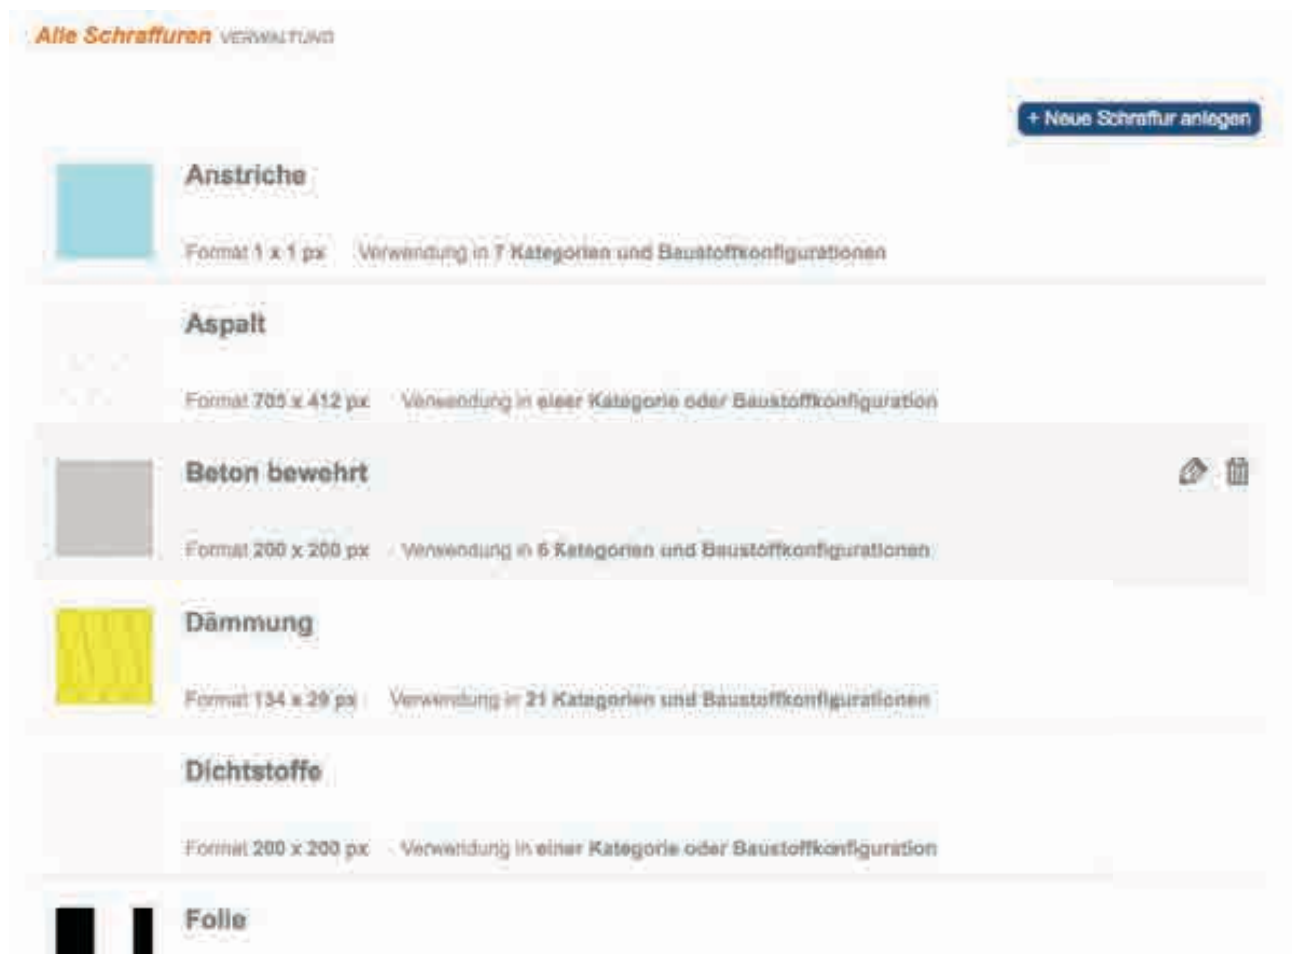 Alle Schraffuren VERWALTUNG
+ Neue Schraffur anlegen
Anstriche
Format 1 x 1 px Verwendung in 7 Kategorien und Baustoffkonfigurationen
Aspalt
Format 705 x 412 px Verwendung in einer Kategorie oder Baustoffkonfiguration
Beton bewehrt
Format 200 x 200 px Verwendung in 6 Kategorien und Baustoffkonfigurationen
Dämmung
Format 134 x 29 px Verwendung in 21 Kategorien und Baustoffkonfigurationen
Dichtstoffe
Format 200 x 200 px Verwendung in einer Kategorie oder Baustoffkonfiguration
Folie